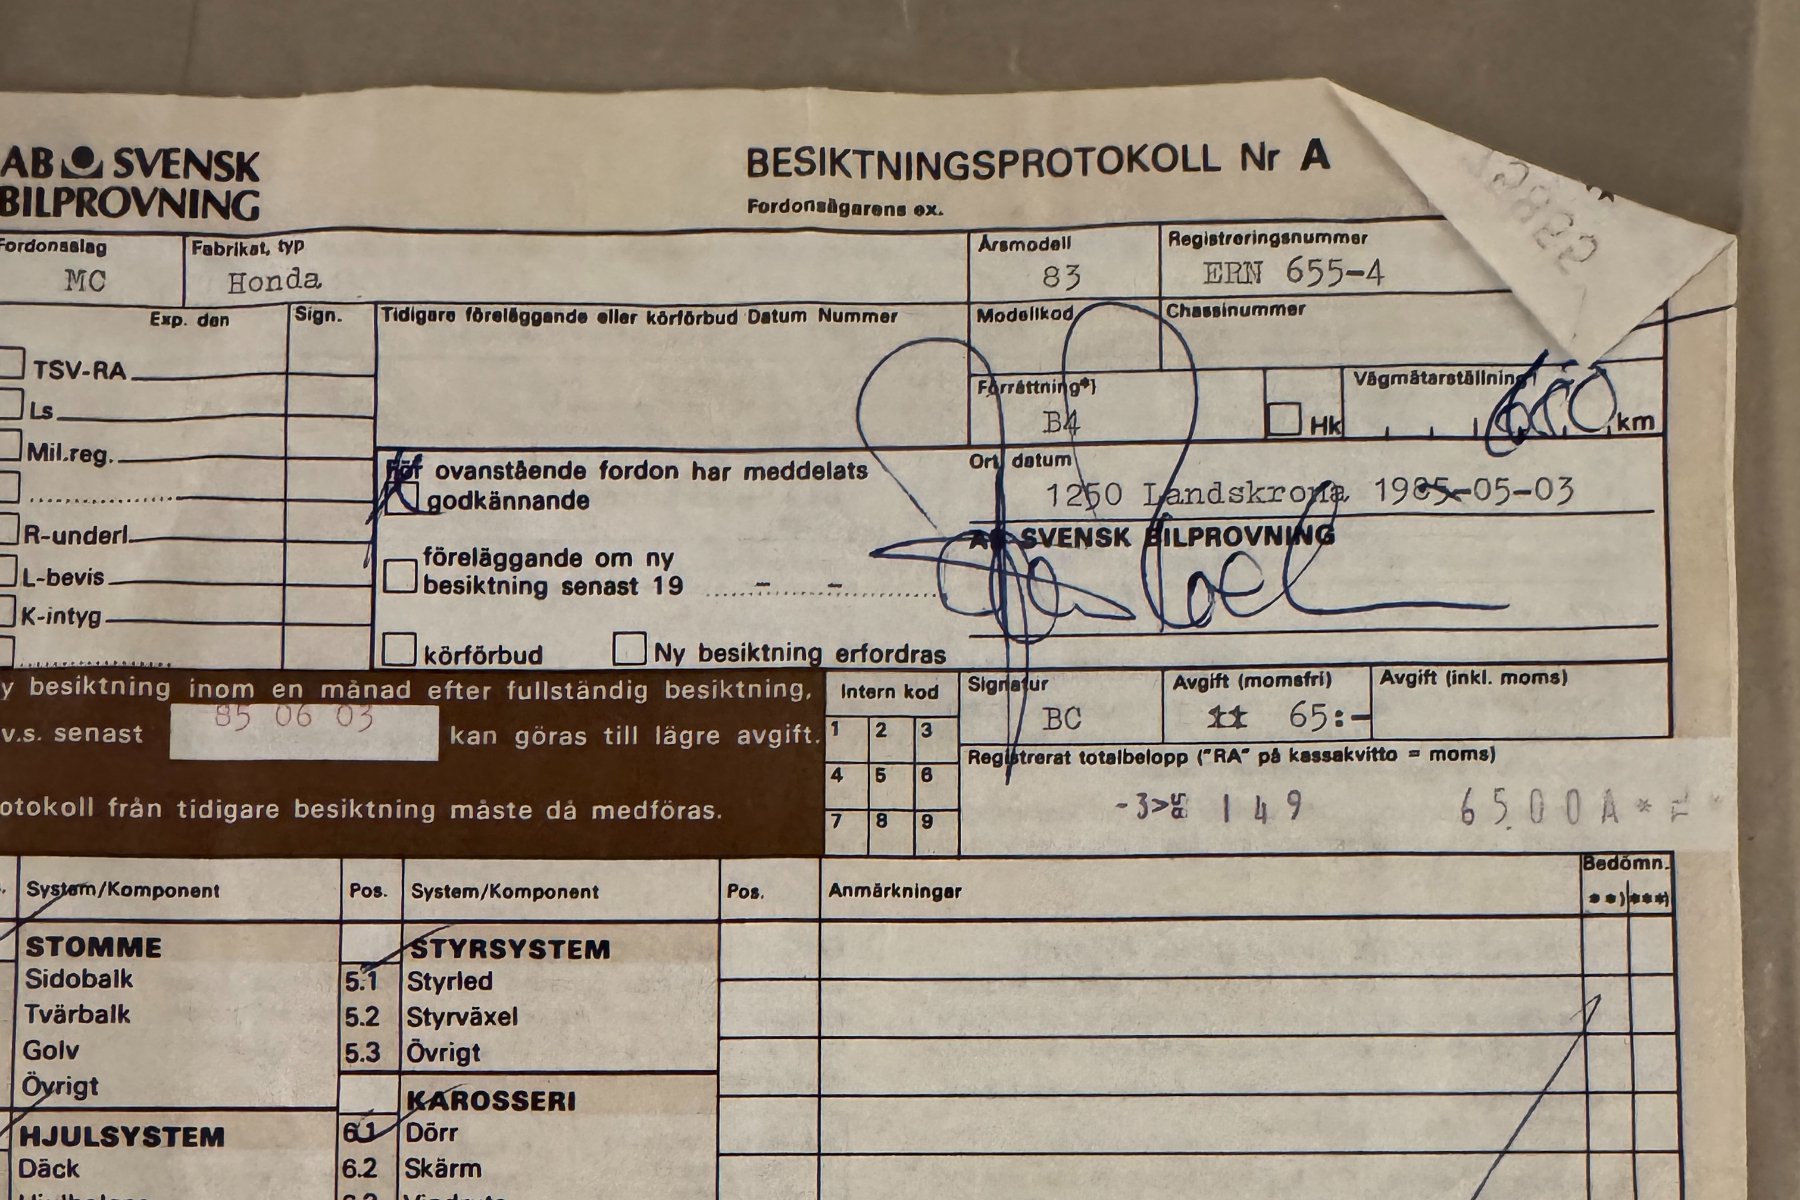 AB SVENSK
BILPROVNING
BESIKTNINGSPROTOKOLL Nr A
Fordonsägarens ex.
Fordonsslag
MC
Fabrikat, typ
Honda
Årsmodell
83
Registreringsnummer
ERN 655-4
Exp. den
Sign.
Tidigare föreläggande eller körförbud Datum Nummer
Modellkod
Chassinummer
TSV-RA
Ls
Mil.reg.
R-underl.
L-bevis
K-intyg
Förrättning*)
B4
Hk
Vägmätarställning
km
För ovanstående fordon har meddelats
godkännande
föreläggande om ny
besiktning senast 19 - -
körförbud
Ny besiktning erfordras
Ort datum
1250 Landskrona 1985-05-03
AB SVENSK BILPROVNING
y besiktning inom en månad efter fullständig besiktning,
v.s. senast 85 06 03 kan göras till lägre avgift.
otokoll från tidigare besiktning måste då medföras.
Intern kod
1 2 3
4 5 6
7 8 9
Signatur
BC
Avgift (momsfri)
65:-
Avgift (inkl. moms)
Registrerat totalbelopp ("RA" på kassakvitto = moms)
-3>85 149 65.00A*
System/Komponent
Pos.
System/Komponent
Pos.
Anmärkningar
Bedömn.
**) ***)
STOMME
Sidobalk
Tvärbalk
Golv
Övrigt
HJULSYSTEM
Däck
STYRSYSTEM
5.1 Styrled
5.2 Styrväxel
5.3 Övrigt
KAROSSERI
6.1 Dörr
6.2 Skärm